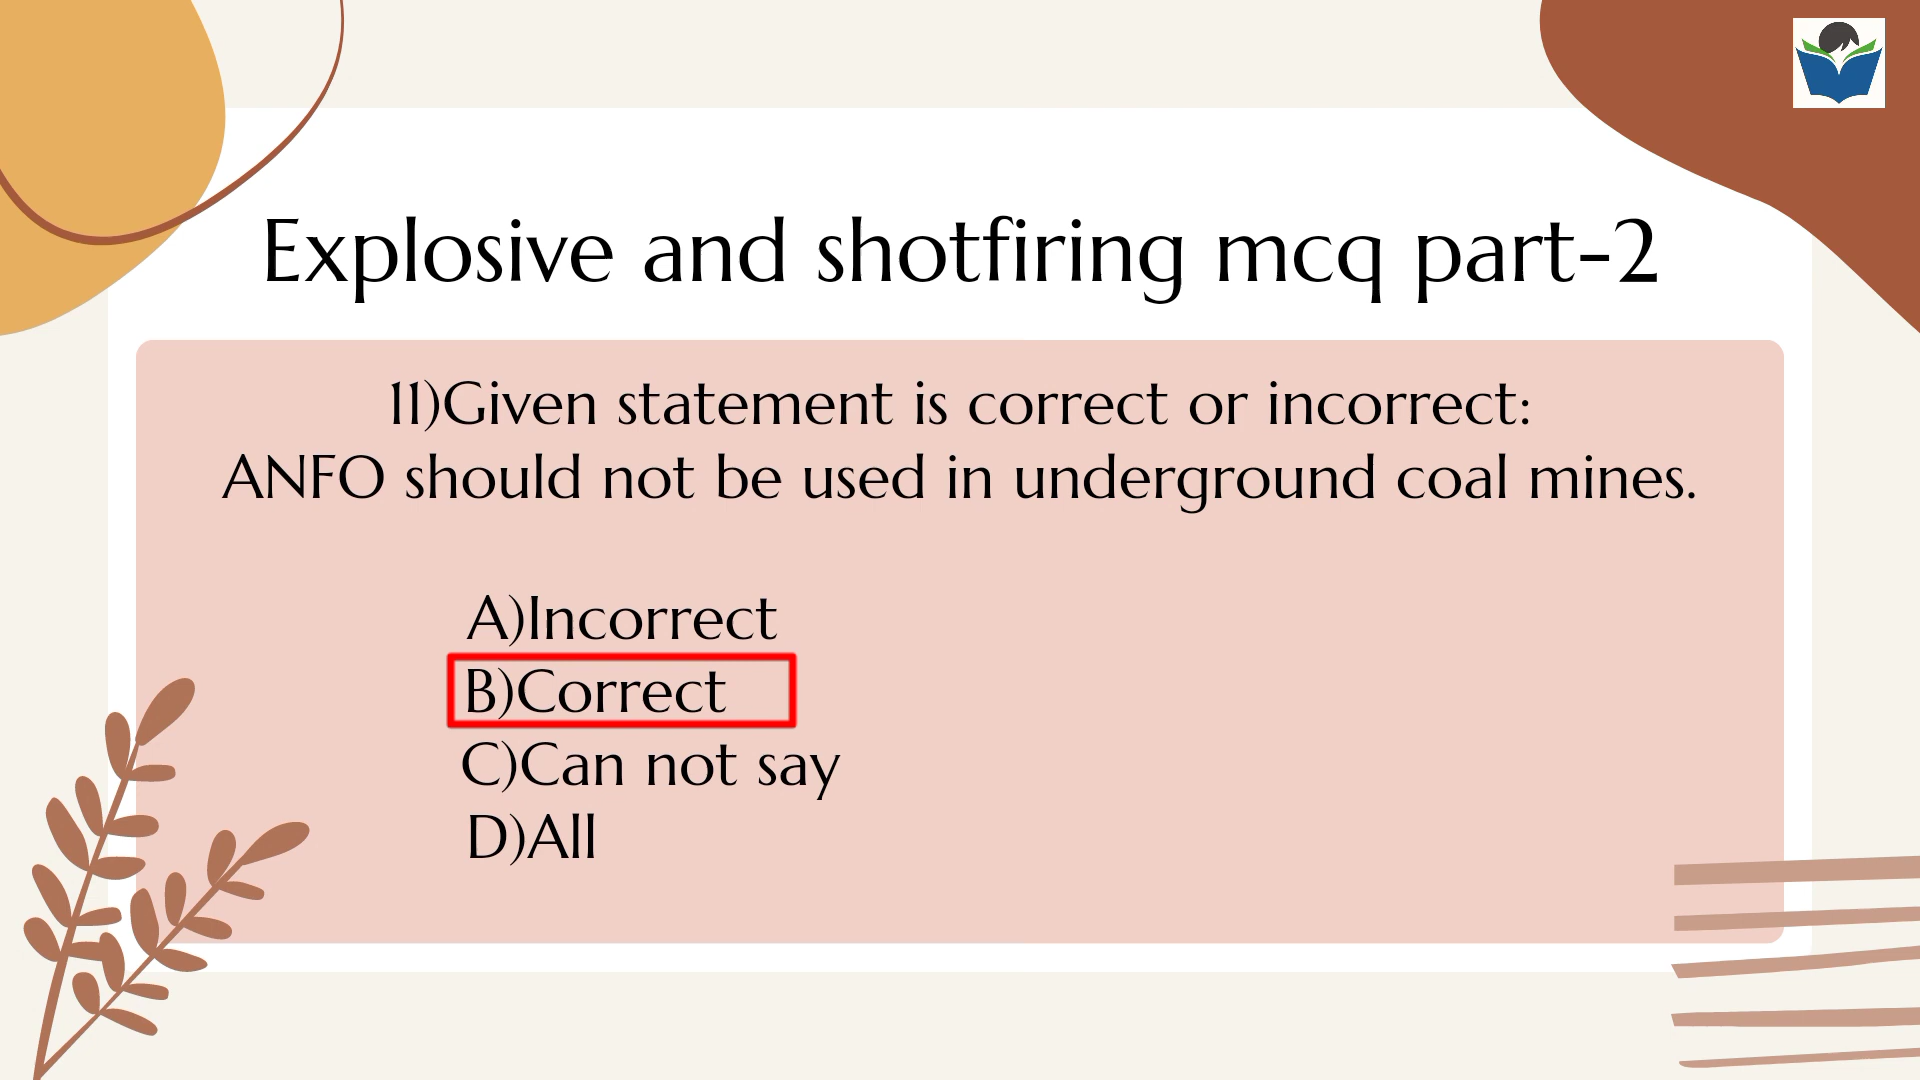 Explosive and shotfiring mcq part-2
11)Given statement is correct or incorrect:
ANFO should not be used in underground coal mines.
A)Incorrect
B)Correct
C)Can not say
D)All